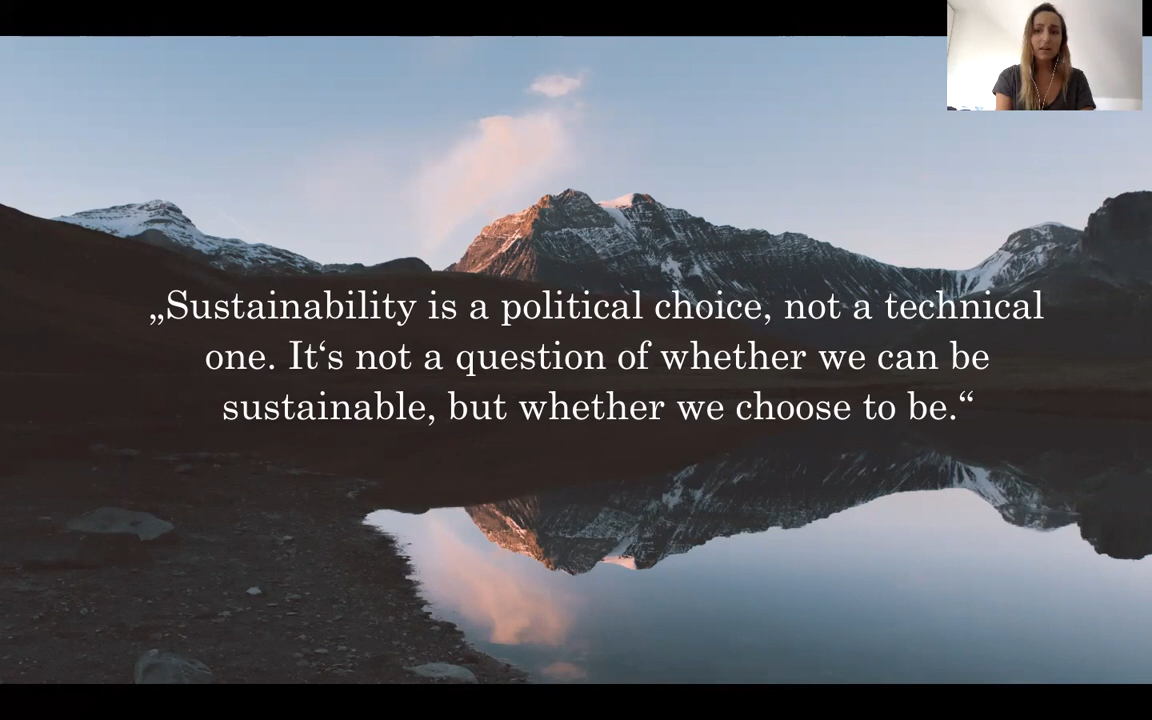 „Sustainability is a political choice, not a technical
one. It‘s not a question of whether we can be
sustainable, but whether we choose to be.“